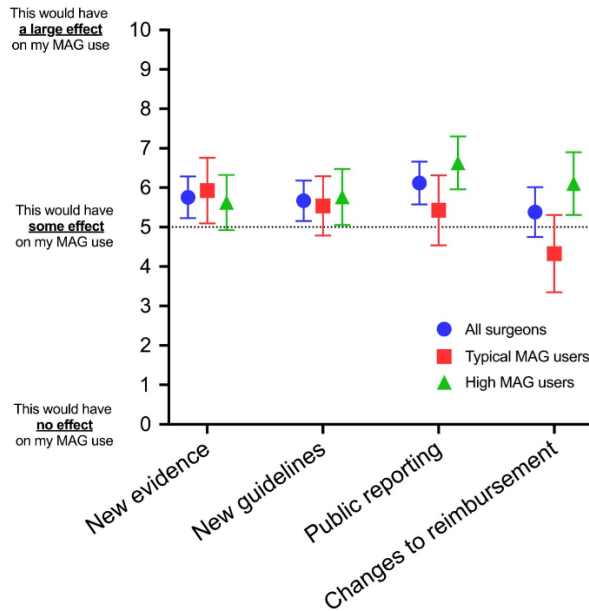 This would have
a large effect
on my MAG use
10
9
8
7
6
This would have
some effect
on my MAG use
5
4
3
2
1
This would have
no effect
on my MAG use
0
All surgeons
Typical MAG users
High MAG users
New evidence
New guidelines
Public reporting
Changes to reimbursement